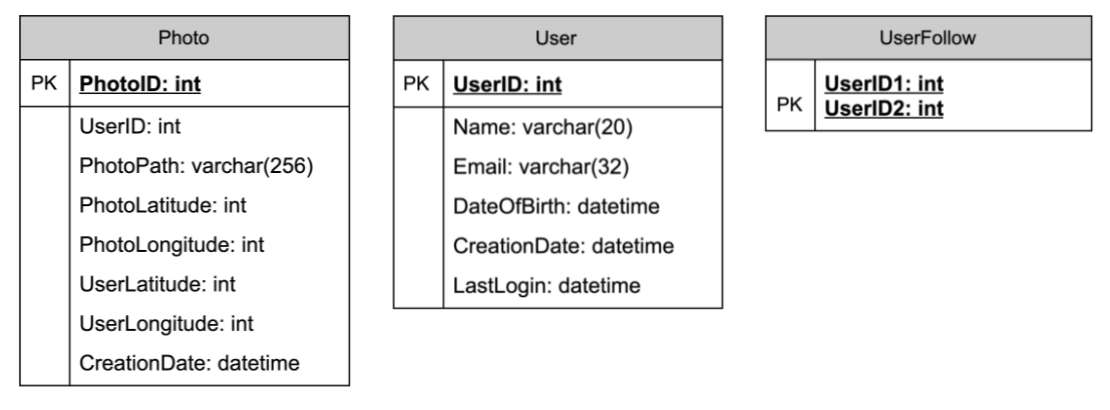 Photo
PK PhotoID: int
UserID: int
PhotoPath: varchar(256)
PhotoLatitude: int
PhotoLongitude: int
UserLatitude: int
UserLongitude: int
CreationDate: datetime
User
PK UserID: int
Name: varchar(20)
Email: varchar(32)
DateOfBirth: datetime
CreationDate: datetime
LastLogin: datetime
UserFollow
PK
UserID1: int
UserID2: int